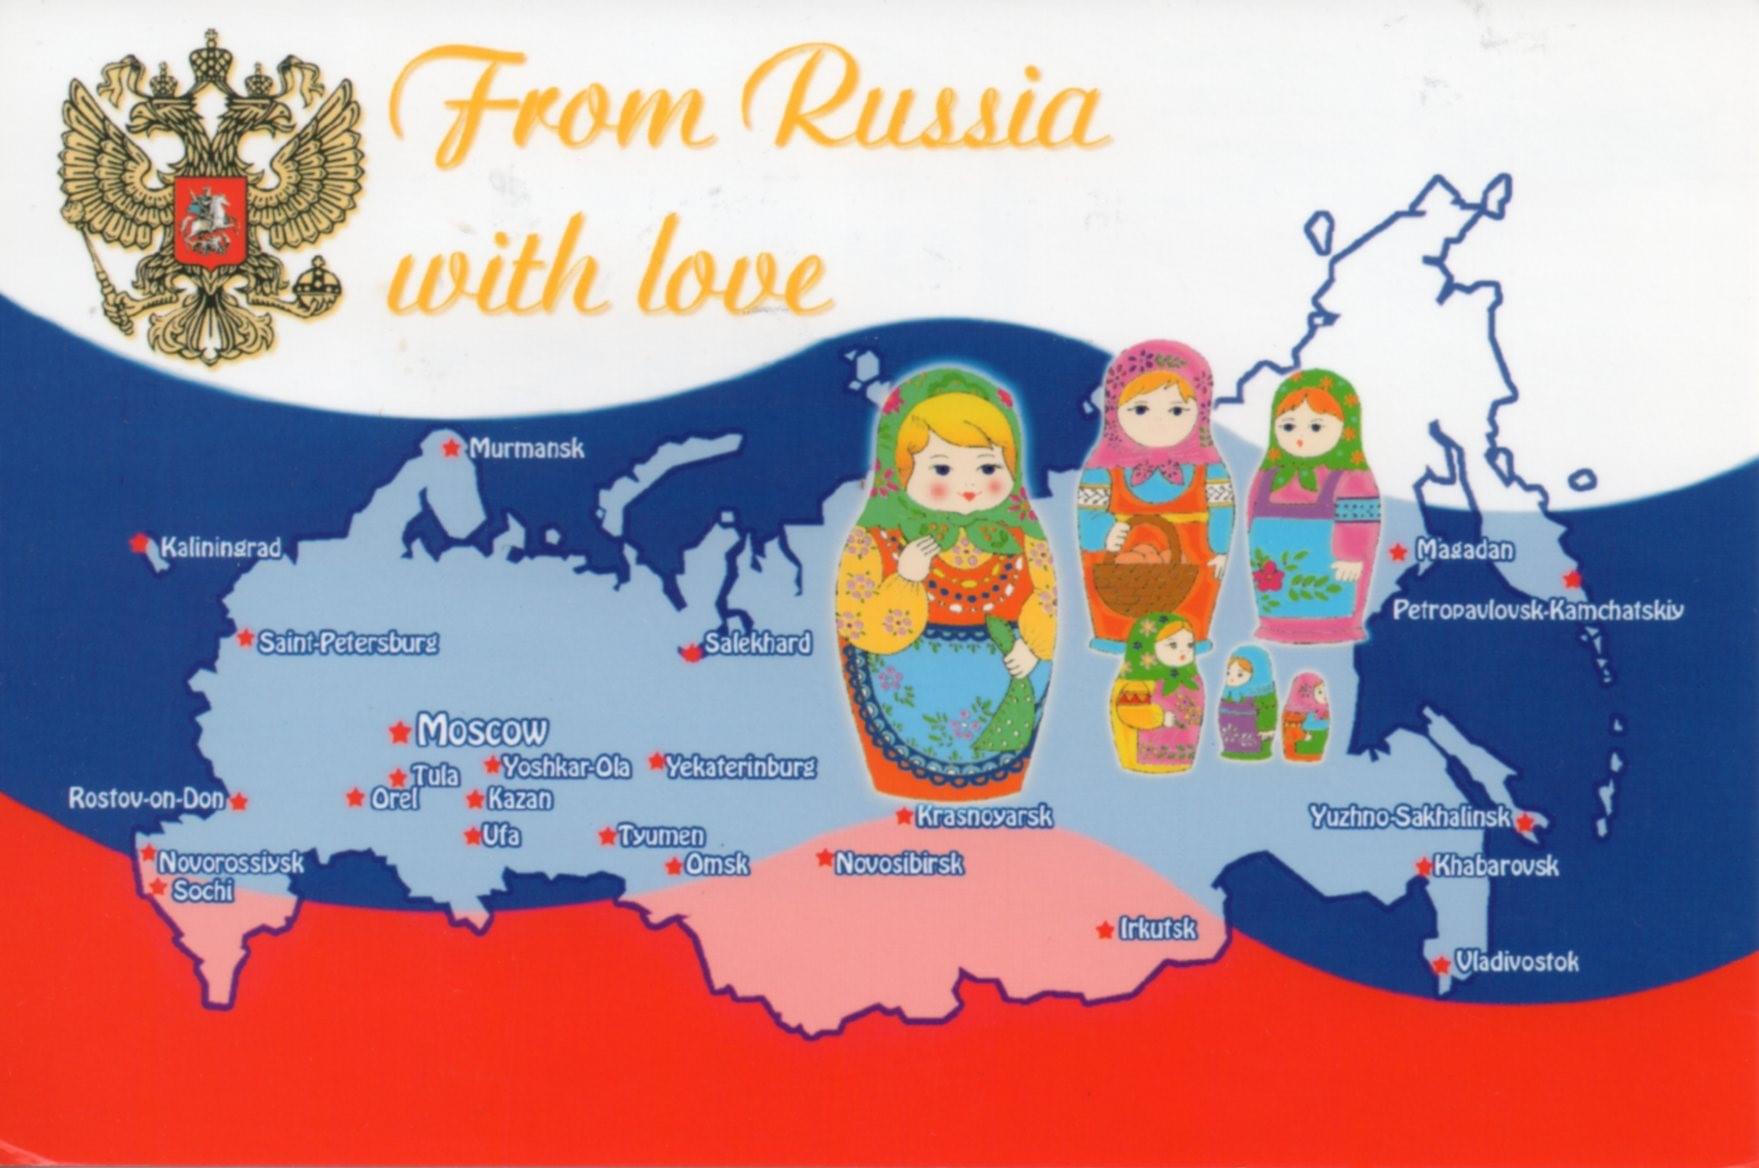 From Russia
with love
Murmansk
Kaliningrad
Saint-Petersburg
Salekhard
Moscow
Yoshkar-Ola
Yekaterinburg
Tula
Rostov-on-Don
Orel
Kazan
Ufa
Tyumen
Omsk
Novorossiysk
Sochi
Krasnoyarsk
Novosibirsk
Irkutsk
Magadan
Petropavlovsk-Kamchatskiy
Yuzhno-Sakhalinsk
Khabarovsk
Vladivostok